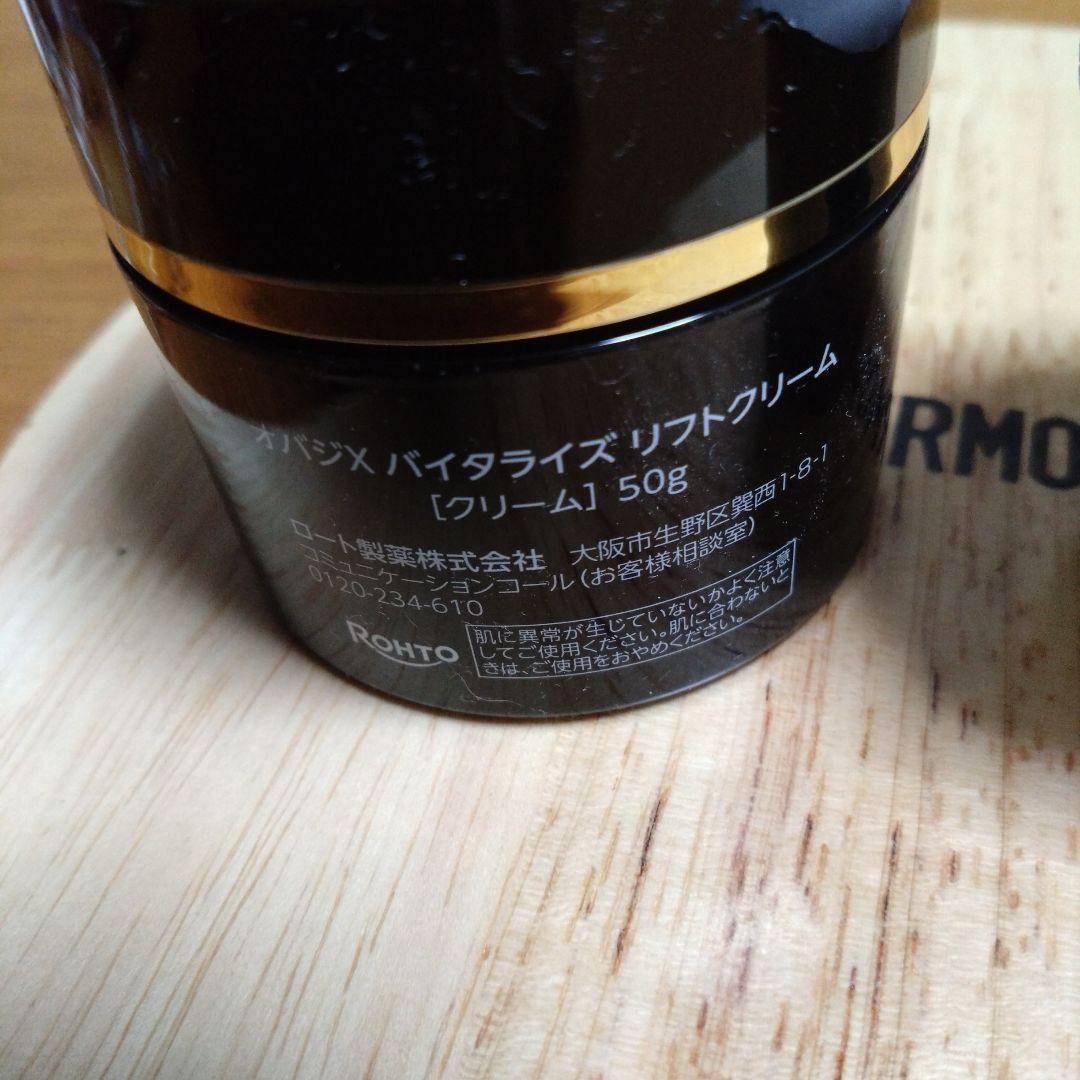 オバジX バイタライズ リフトクリーム
[クリーム] 50g
ロート製薬株式会社 大阪市生野区巽西1-8-1
コミュニケーションコール(お客様相談室)
0120-234-610
ROHTO
肌に異常が生じていないかよく注意
してご使用ください。肌に合わないと
きは、ご使用をおやめください。
RMO